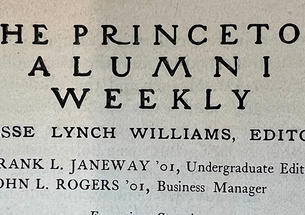 HE PRINCETO
ALUMNI
WEEKLY
SSE LYNCH WILLIAMS, EDITO
RANK L. JANEWAY '01, Undergraduate Edit
OHN L. ROGERS '01, Business Manager